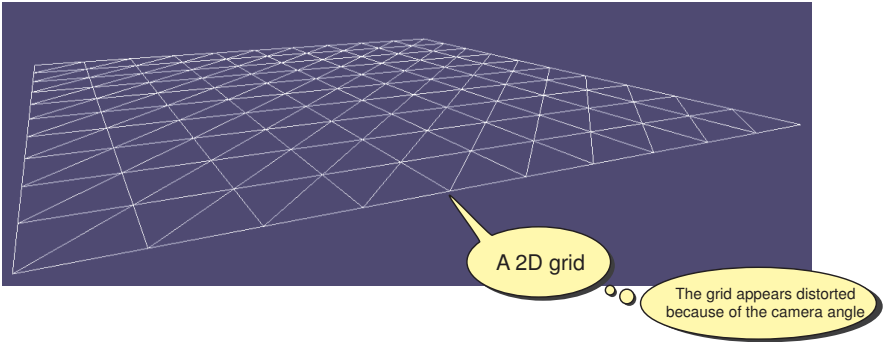 A 2D grid
The grid appears distorted
because of the camera angle